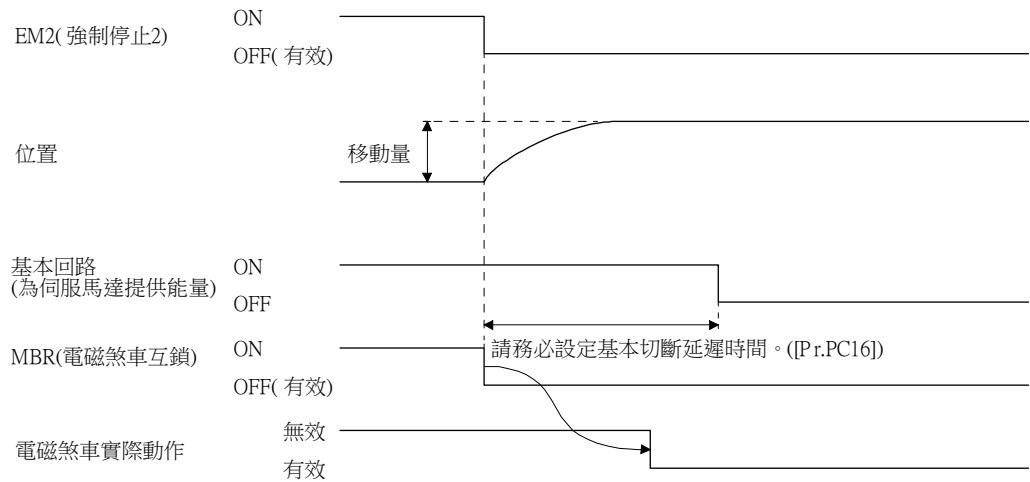 EM2( 強制停止2)
ON
OFF( 有效)
位置
移動量
基本回路
(為伺服馬達提供能量)
ON
OFF
請務必設定基本切斷延遲時間。([Pr.PC16])
MBR(電磁煞車互鎖)
ON
OFF( 有效)
電磁煞車實際動作
無效
有效